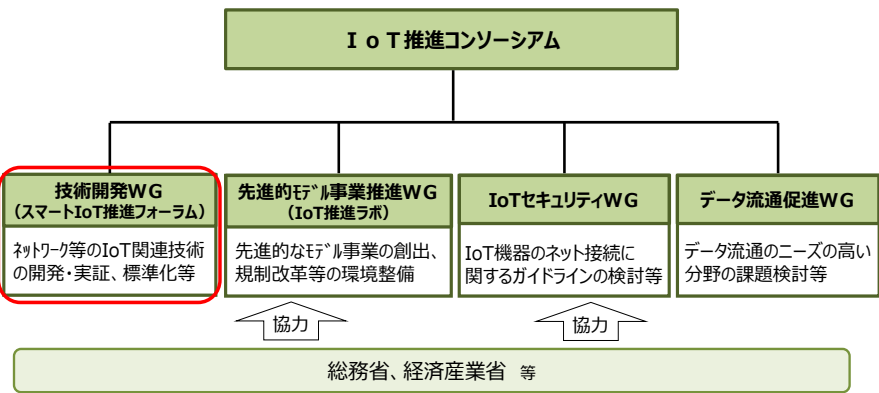 ＩｏＴ推進コンソーシアム
技術開発ＷＧ
（スマートIoT推進フォーラム）
ﾈｯﾄﾜｰｸ等のIoT関連技術
の開発・実証、標準化等
先進的ﾓﾃﾞﾙ事業推進ＷＧ
（IoT推進ラボ）
先進的なﾓﾃﾞﾙ事業の創出、
規制改革等の環境整備
IoTセキュリティＷＧ
IoT機器のネット接続に
関するガイドラインの検討等
データ流通促進ＷＧ
データ流通のニーズの高い
分野の課題検討等
協力
協力
総務省、経済産業省 等